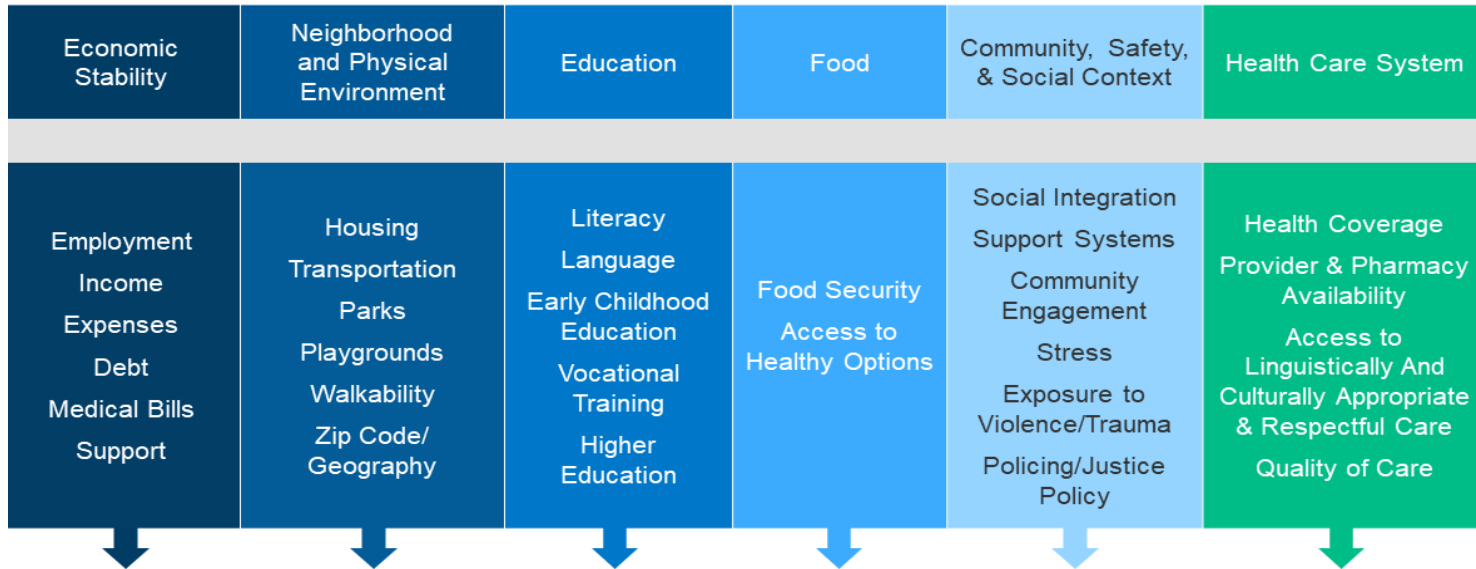 Economic
Stability
Neighborhood
and Physical
Environment
Education
Food
Community, Safety,
& Social Context
Health Care System
Employment
Income
Expenses
Debt
Medical Bills
Support
Housing
Transportation
Parks
Playgrounds
Walkability
Zip Code/
Geography
Literacy
Language
Early Childhood
Education
Vocational
Training
Higher
Education
Food Security
Access to
Healthy Options
Social Integration
Support Systems
Community
Engagement
Stress
Exposure to
Violence/Trauma
Policing/Justice
Policy
Health Coverage
Provider & Pharmacy
Availability
Access to
Linguistically And
Culturally Appropriate
& Respectful Care
Quality of Care